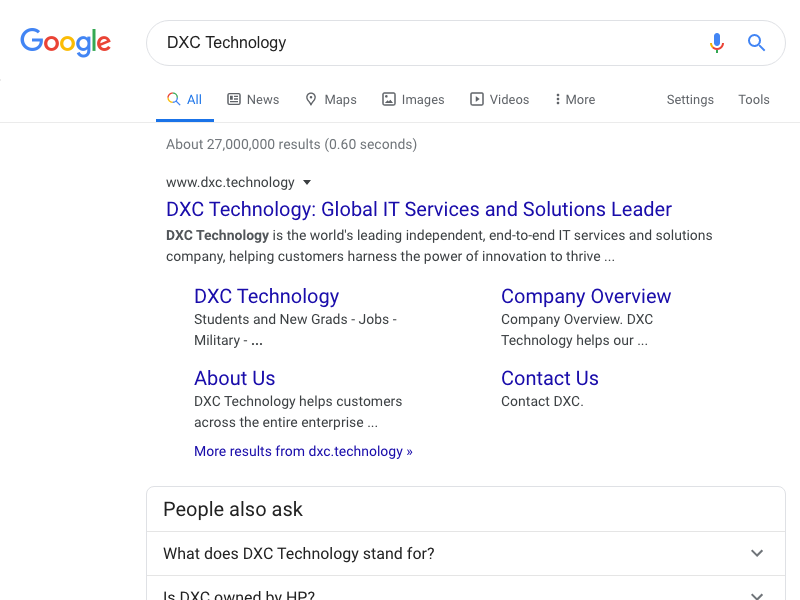 Google
DXC Technology
All News Maps Images Videos More Settings Tools
About 27,000,000 results (0.60 seconds)
www.dxc.technology
DXC Technology: Global IT Services and Solutions Leader
DXC Technology is the world's leading independent, end-to-end IT services and solutions
company, helping customers harness the power of innovation to thrive ...
DXC Technology
Students and New Grads - Jobs -
Military - ...
Company Overview
Company Overview. DXC
Technology helps our ...
About Us
DXC Technology helps customers
across the entire enterprise ...
Contact Us
Contact DXC.
More results from dxc.technology »
People also ask
What does DXC Technology stand for?
Is DXC owned by HP?